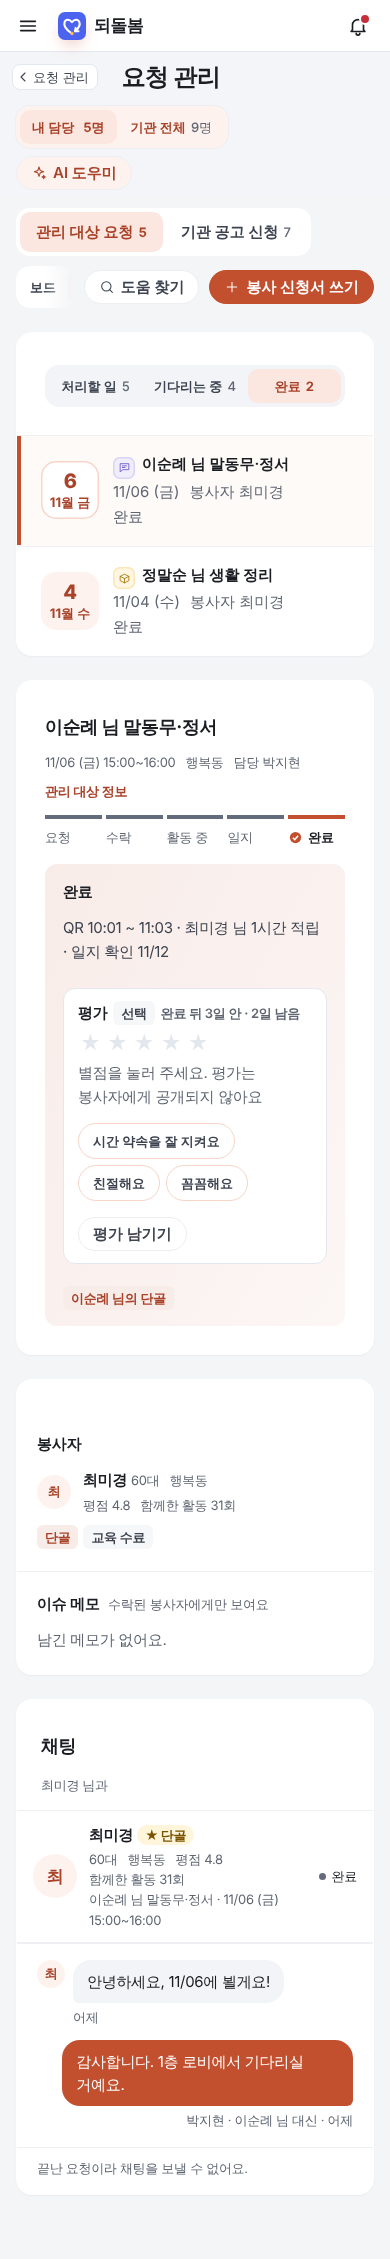 되돌봄
요청 관리
요청 관리
내 담당 5명 기관 전체 9명
AI 도우미
관리 대상 요청 5 기관 공고 신청 7
보드 도움 찾기 봉사 신청서 쓰기
처리할 일 5 기다리는 중 4 완료 2
6
11월 금
이순례 님 말동무·정서
11/06 (금) 봉사자 최미경
완료
4
11월 수
정말순 님 생활 정리
11/04 (수) 봉사자 최미경
완료
이순례 님 말동무·정서
11/06 (금) 15:00~16:00 행복동 담당 박지현
관리 대상 정보
요청 수락 활동 중 일지 완료
완료
QR 10:01 ~ 11:03 · 최미경 님 1시간 적립
· 일지 확인 11/12
평가 선택 완료 뒤 3일 안 · 2일 남음
★ ★ ★ ★ ★
별점을 눌러 주세요. 평가는
봉사자에게 공개되지 않아요
시간 약속을 잘 지켜요
친절해요 꼼꼼해요
평가 남기기
이순례 님의 단골
봉사자
최
최미경 60대 행복동
평점 4.8 함께한 활동 31회
단골 교육 수료
이슈 메모 수락된 봉사자에게만 보여요
남긴 메모가 없어요.
채팅
최미경 님과
최
최미경 ★ 단골
60대 행복동 평점 4.8
함께한 활동 31회
이순례 님 말동무·정서 · 11/06 (금)
15:00~16:00
완료
최
안녕하세요, 11/06에 뵐게요!
어제
감사합니다. 1층 로비에서 기다리실
거예요.
박지현 · 이순례 님 대신 · 어제
끝난 요청이라 채팅을 보낼 수 없어요.